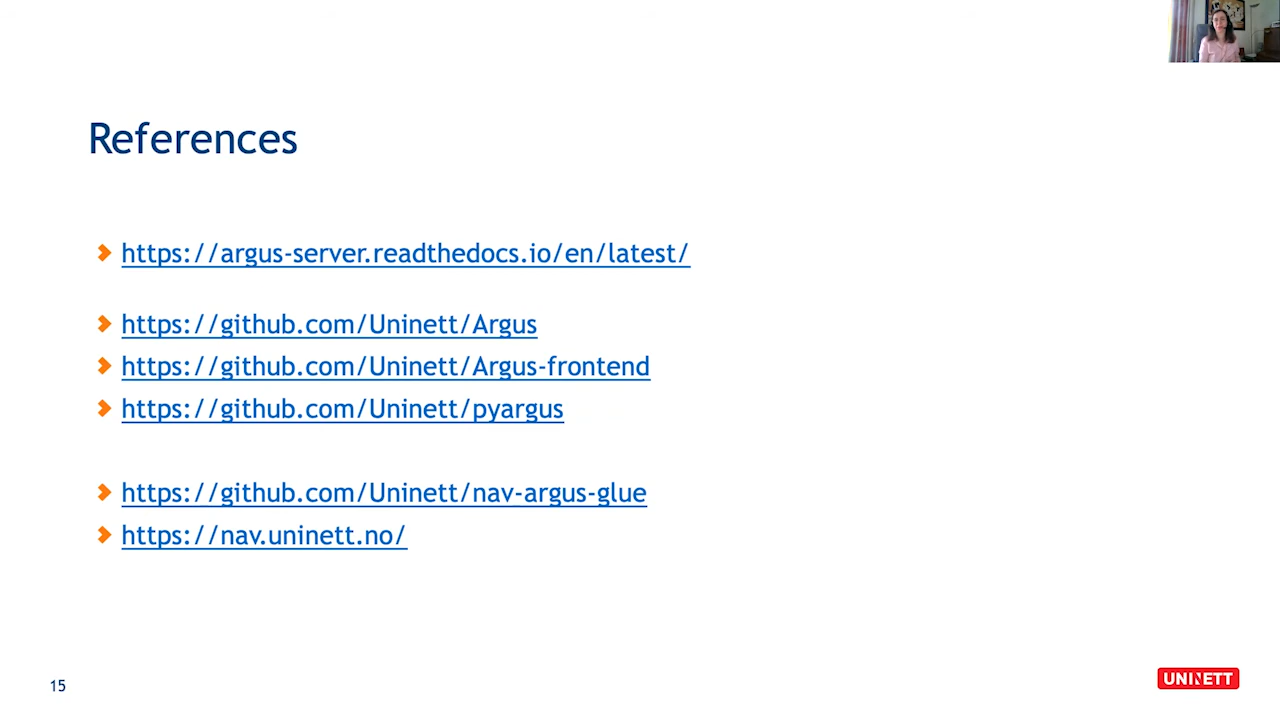 References
https://argus-server.readthedocs.io/en/latest/
https://github.com/Uninett/Argus
https://github.com/Uninett/Argus-frontend
https://github.com/Uninett/pyargus
https://github.com/Uninett/nav-argus-glue
https://nav.uninett.no/
15
UNINETT